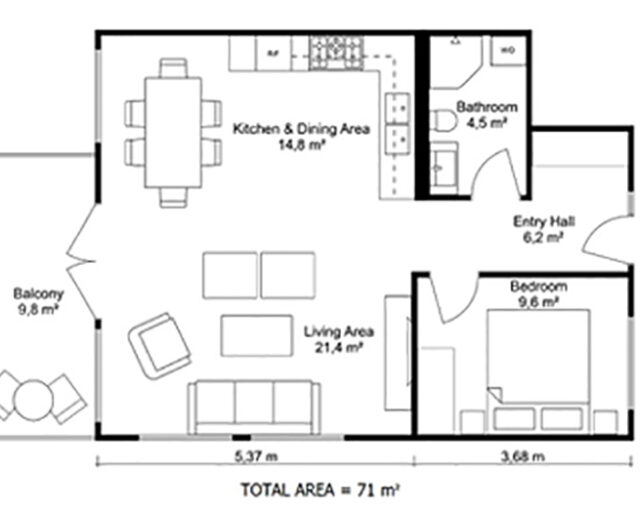 R/F
WD
Bathroom
4,5 m²
Kitchen & Dining Area
14,8 m²
Entry Hall
6,2 m²
Balcony
9,8 m²
Bedroom
9,6 m²
Living Area
21,4 m²
5,37 m
3,68 m
TOTAL AREA = 71 m²